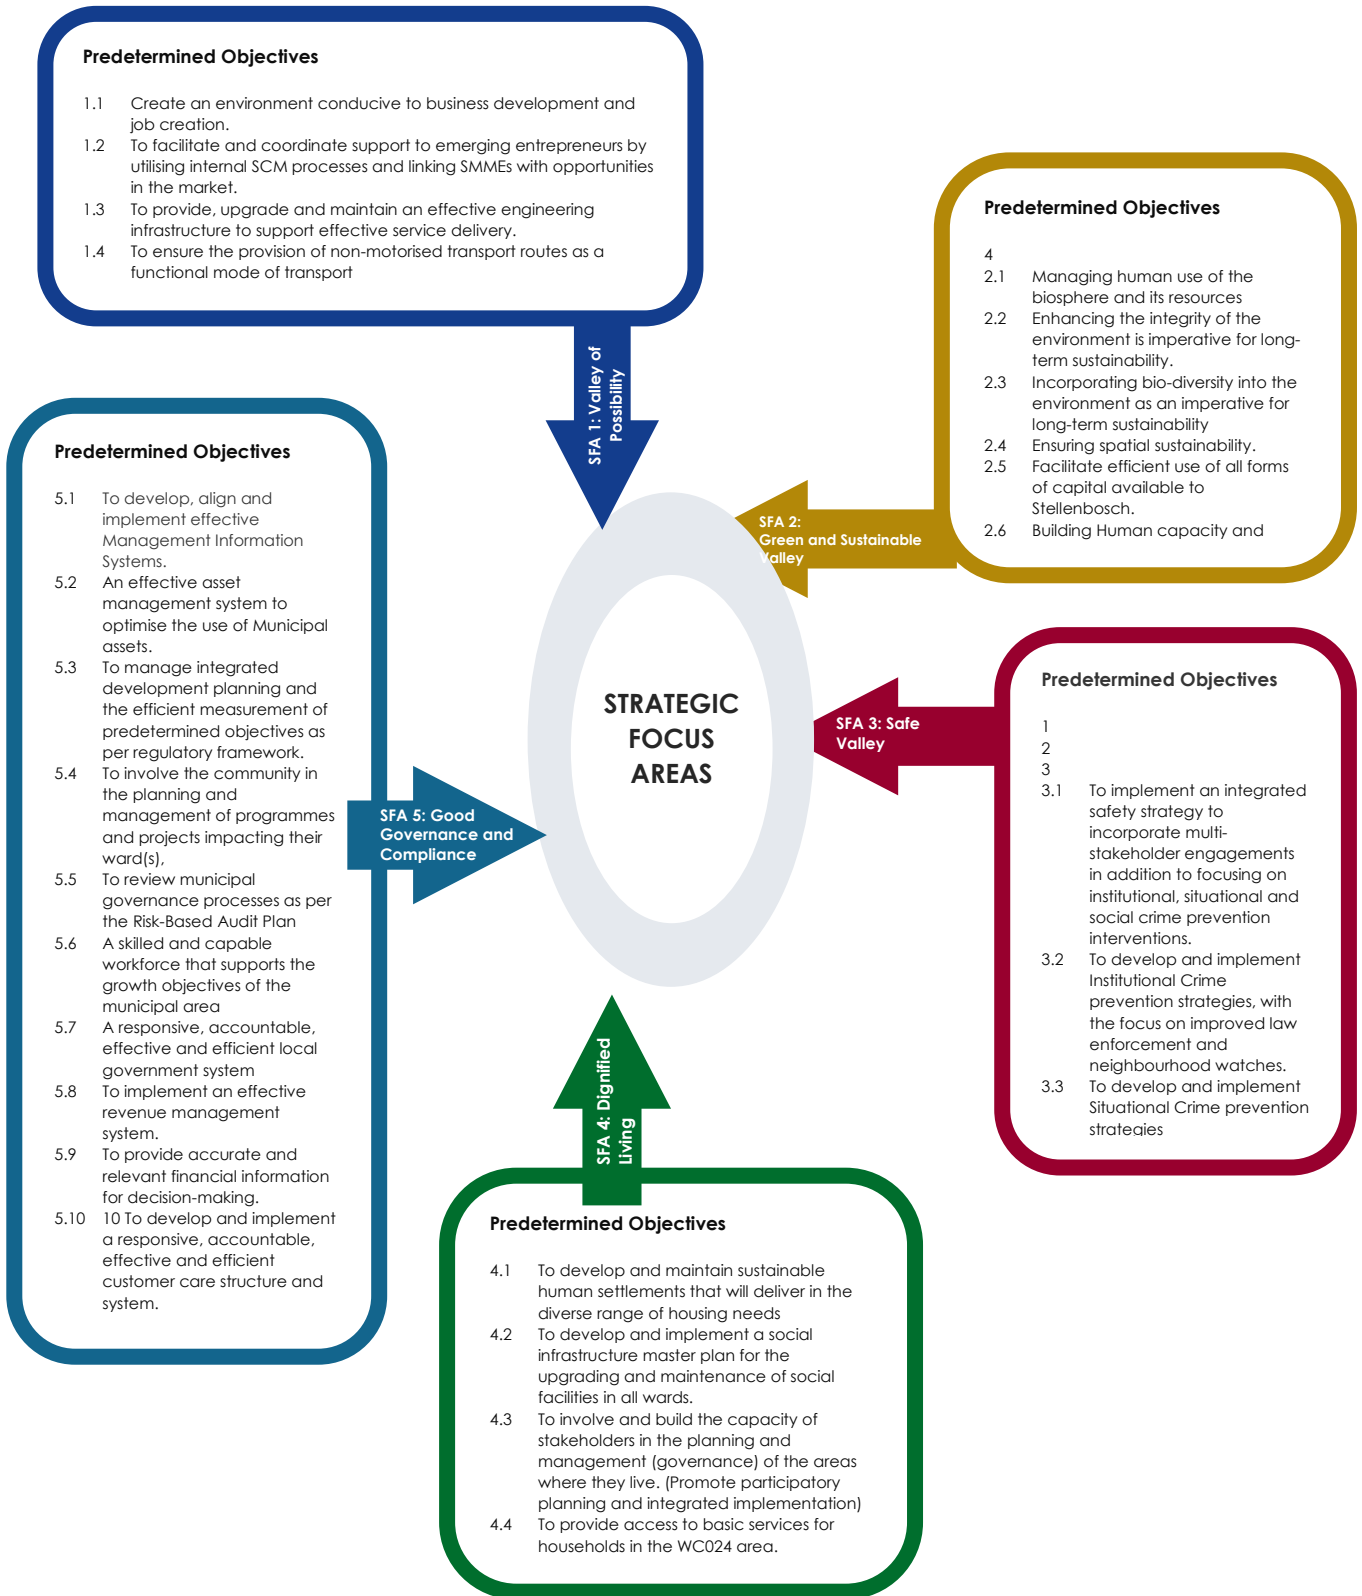 Predetermined Objectives
1.1 Create an environment conducive to business development and
job creation.
1.2 To facilitate and coordinate support to emerging entrepreneurs by
utilising internal SCM processes and linking SMMEs with opportunities
in the market.
1.3 To provide, upgrade and maintain an effective engineering
infrastructure to support effective service delivery.
1.4 To ensure the provision of non-motorised transport routes as a
functional mode of transport
SFA 1: Valley of
Possibility
Predetermined Objectives
4
2.1 Managing human use of the
biosphere and its resources
2.2 Enhancing the integrity of the
environment is imperative for long-
term sustainability.
2.3 Incorporating bio-diversity into the
environment as an imperative for
long-term sustainability
2.4 Ensuring spatial sustainability.
2.5 Facilitate efficient use of all forms
of capital available to
Stellenbosch.
2.6 Building Human capacity and
SFA 2:
Green and Sustainable
Valley
Predetermined Objectives
1
2
3
3.1 To implement an integrated
safety strategy to
incorporate multi-
stakeholder engagements
in addition to focusing on
institutional, situational and
social crime prevention
interventions.
3.2 To develop and implement
Institutional Crime
prevention strategies, with
the focus on improved law
enforcement and
neighbourhood watches.
3.3 To develop and implement
Situational Crime prevention
strategies
SFA 3: Safe
Valley
STRATEGIC
FOCUS
AREAS
Predetermined Objectives
5.1 To develop, align and
implement effective
Management Information
Systems.
5.2 An effective asset
management system to
optimise the use of Municipal
assets.
5.3 To manage integrated
development planning and
the efficient measurement of
predetermined objectives as
per regulatory framework.
5.4 To involve the community in
the planning and
management of programmes
and projects impacting their
ward(s),
5.5 To review municipal
governance processes as per
the Risk-Based Audit Plan
5.6 A skilled and capable
workforce that supports the
growth objectives of the
municipal area
5.7 A responsive, accountable,
effective and efficient local
government system
5.8 To implement an effective
revenue management
system.
5.9 To provide accurate and
relevant financial information
for decision-making.
5.10 10 To develop and implement
a responsive, accountable,
effective and efficient
customer care structure and
system.
SFA 5: Good
Governance and
Compliance
SFA 4: Dignified
Living
Predetermined Objectives
4.1 To develop and maintain sustainable
human settlements that will deliver in the
diverse range of housing needs
4.2 To develop and implement a social
infrastructure master plan for the
upgrading and maintenance of social
facilities in all wards.
4.3 To involve and build the capacity of
stakeholders in the planning and
management (governance) of the areas
where they live. (Promote participatory
planning and integrated implementation)
4.4 To provide access to basic services for
households in the WC024 area.